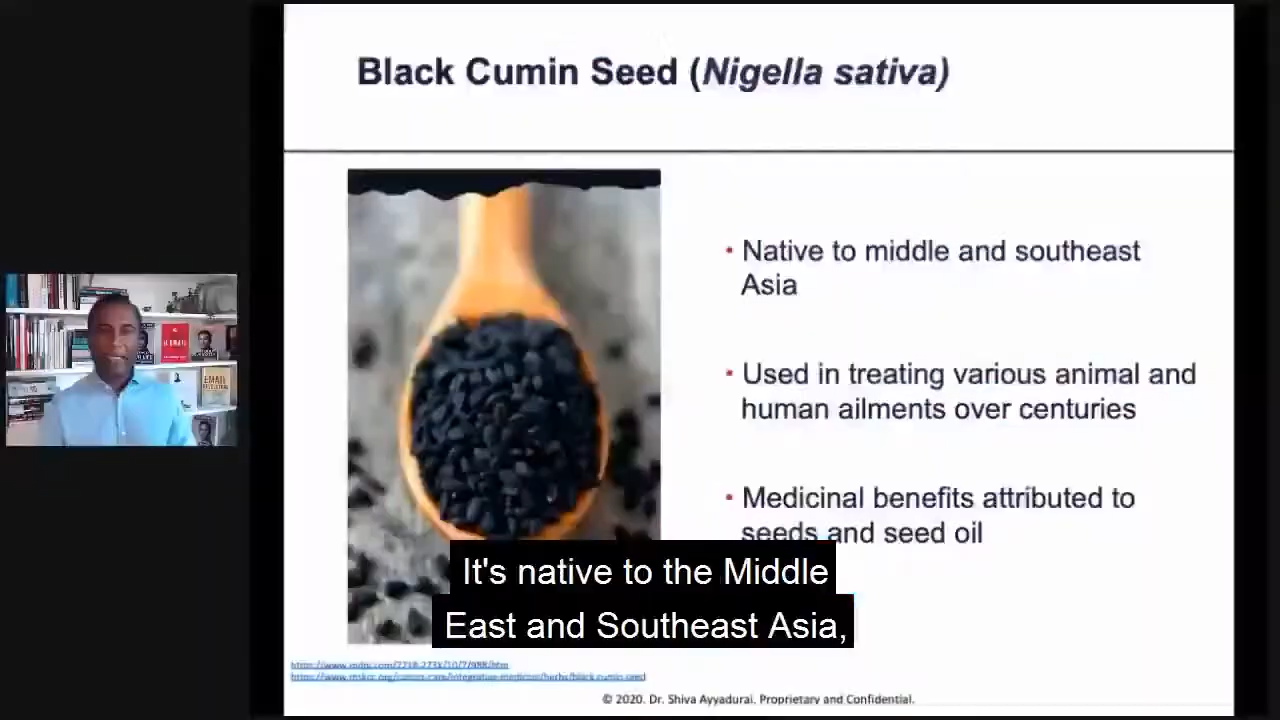 Black Cumin Seed (Nigella sativa)
• Native to middle and southeast
Asia
• Used in treating various animal and
human ailments over centuries
• Medicinal benefits attributed to
seeds and seed oil
It's native to the Middle
East and Southeast Asia,
© 2020. Dr. Shiva Ayyadurai. Proprietary and Confidential.
EMAIL